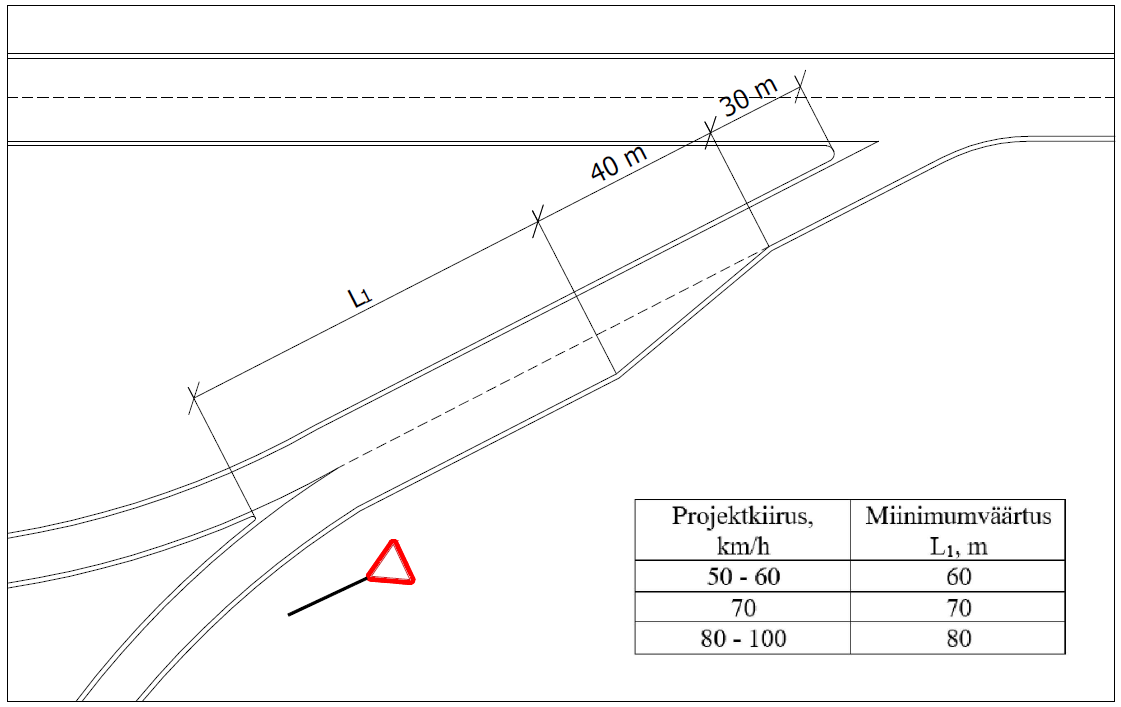 30 m
40 m
L1
Projektkiirus, km/h
Miinimumväärtus L1, m
50 - 60
60
70
70
80 - 100
80